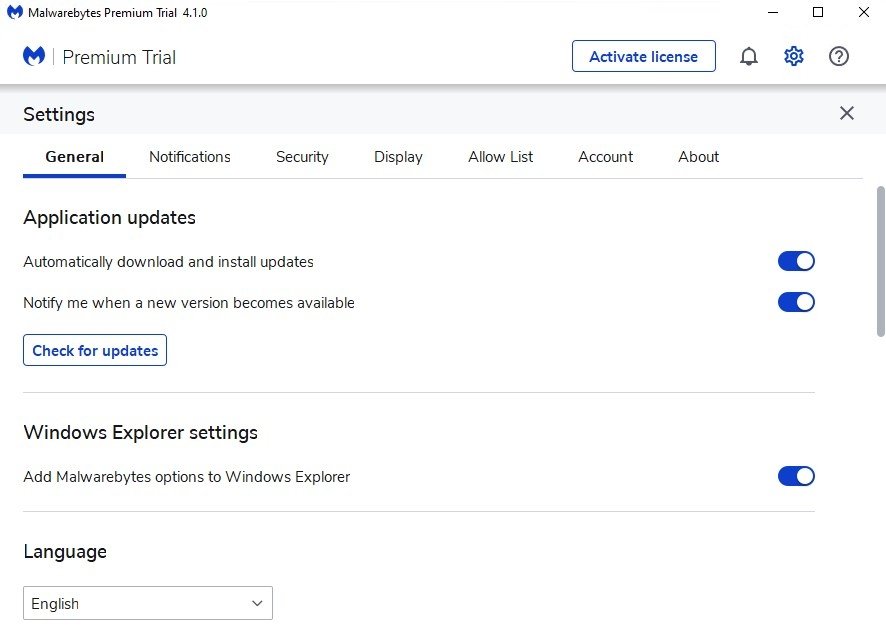 Malwarebytes Premium Trial 4.1.0
Premium Trial
Activate license
Settings
General Notifications Security Display Allow List Account About
Application updates
Automatically download and install updates
Notify me when a new version becomes available
Check for updates
Windows Explorer settings
Add Malwarebytes options to Windows Explorer
Language
English